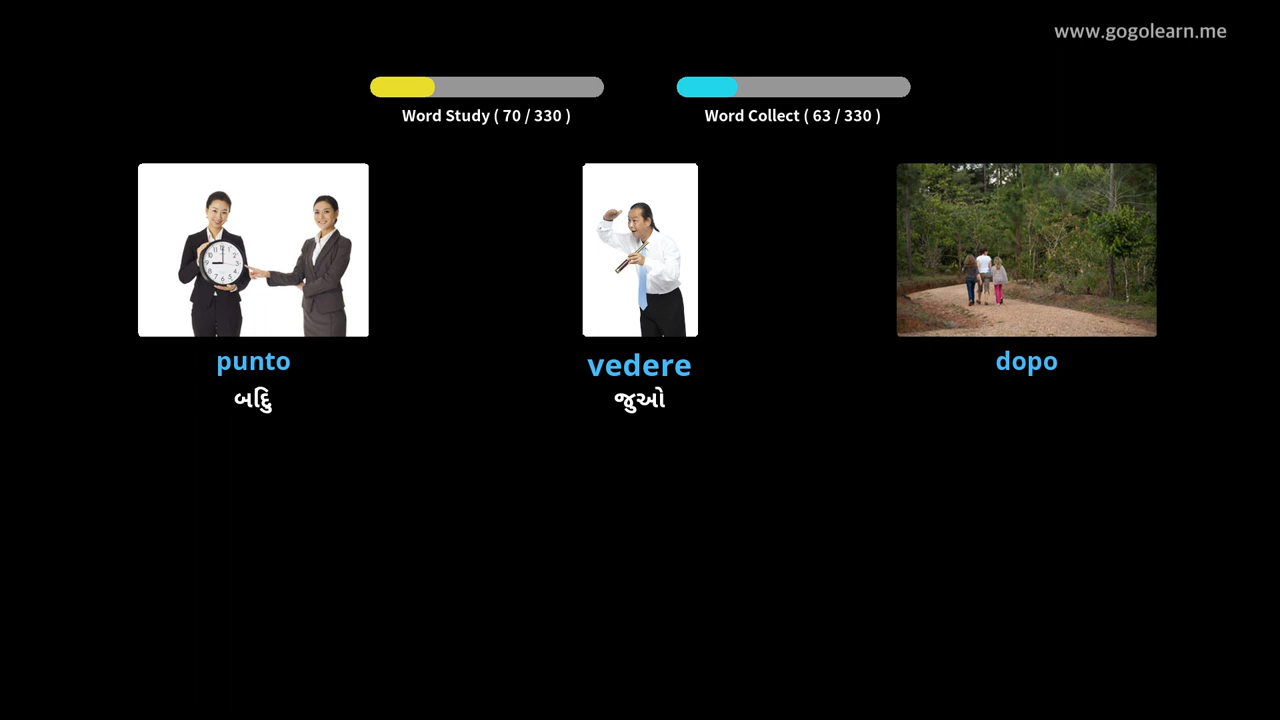 www.gogolearn.me
Word Study ( 70 / 330 )
Word Collect ( 63 / 330 )
punto
vedere
dopo
બિંદુ
જુઓ